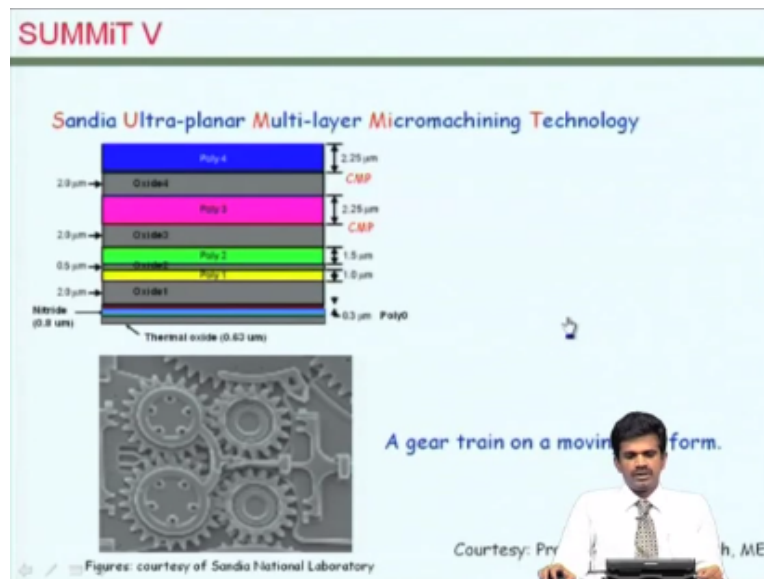 SUMMiT V
Sandia Ultra-planar Multi-layer Micromachining Technology
Poly 4
2.25 µm
2.0 µm
Oxide4
CMP
Poly 3
2.25 µm
2.0 µm
Oxide3
CMP
Poly 2
1.5 µm
0.5 µm
Oxide2
Poly 1
1.0 µm
2.0 µm
Oxide1
Nitride
(0.8 um)
0.3 µm Poly0
Thermal oxide (0.63 um)
A gear train on a moving form.
Courtesy: h, ME
Figures: courtesy of Sandia National Laboratory